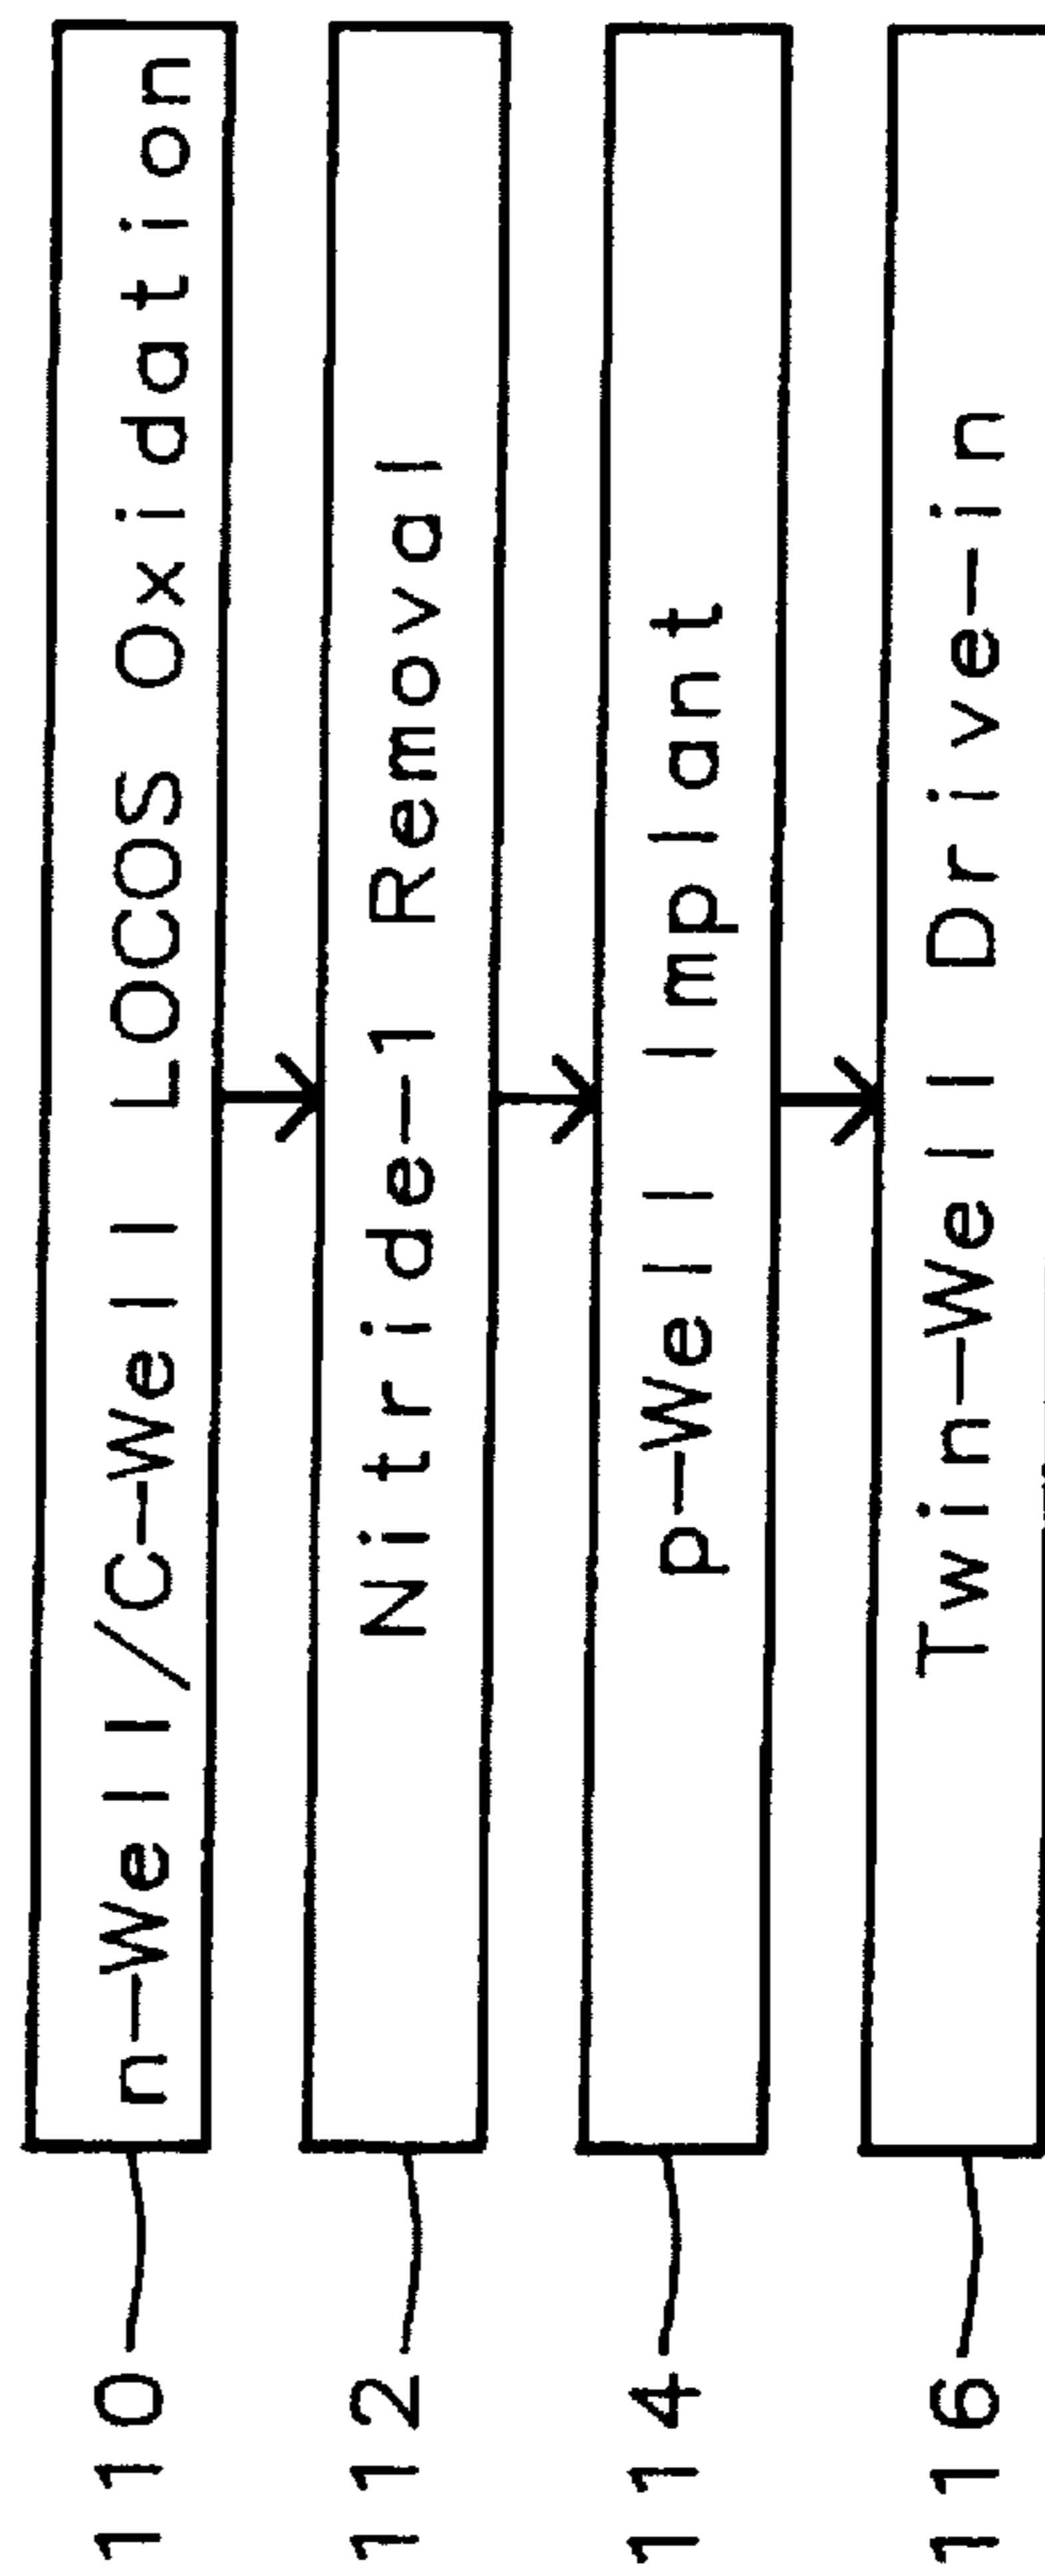 110 n-Well/C-Well LOCOS Oxidation
112 Nitride-1 Removal
114 p-Well Implant
116 Twin-Well Drive-in